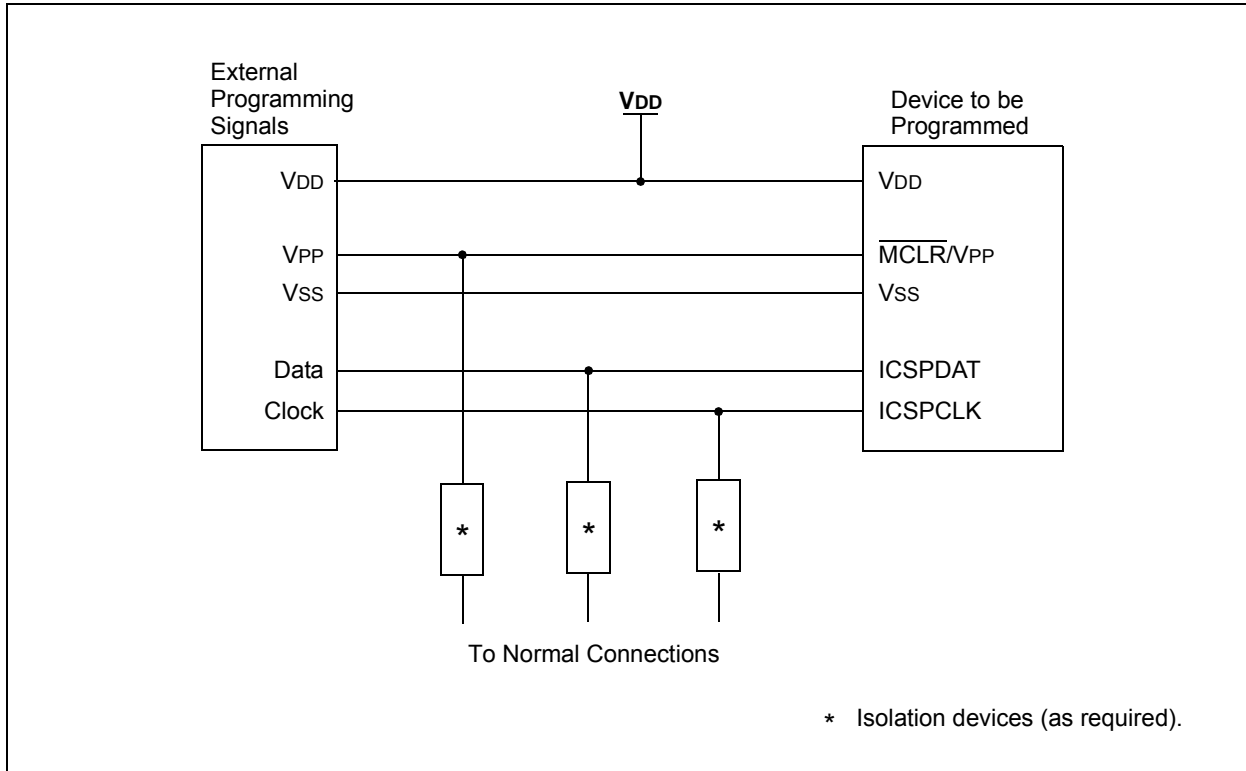 External
Programming
Signals
VDD
Device to be
Programmed
VDD
VDD
VPP
MCLR/VPP
VSS
VSS
Data
ICSPDAT
Clock
ICSPCLK
*
*
*
To Normal Connections
* Isolation devices (as required).